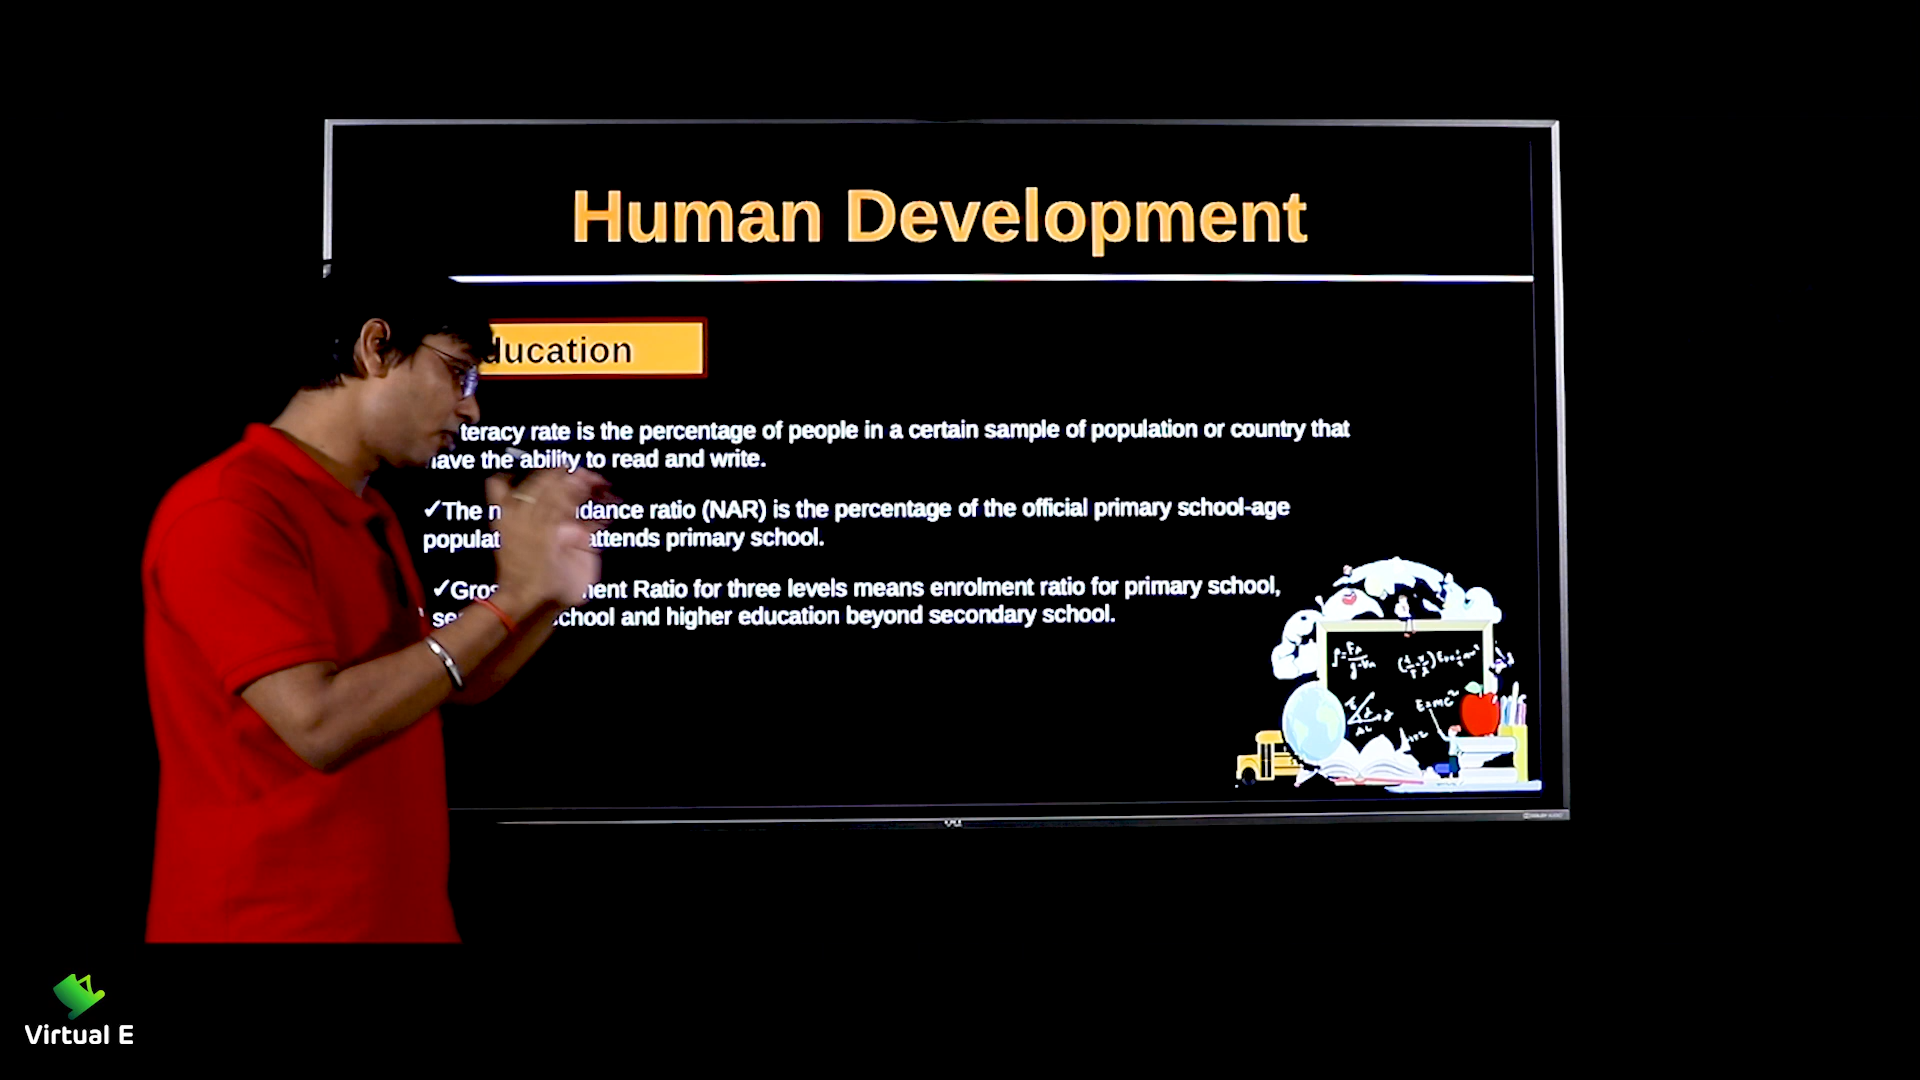 Human Development
ducation
teracy rate is the percentage of people in a certain sample of population or country that
ave the ability to read and write.
✓The n dance ratio (NAR) is the percentage of the official primary school-age
populat attends primary school.
✓Gros ent Ratio for three levels means enrolment ratio for primary school,
se chool and higher education beyond secondary school.
E=mc²
Virtual E